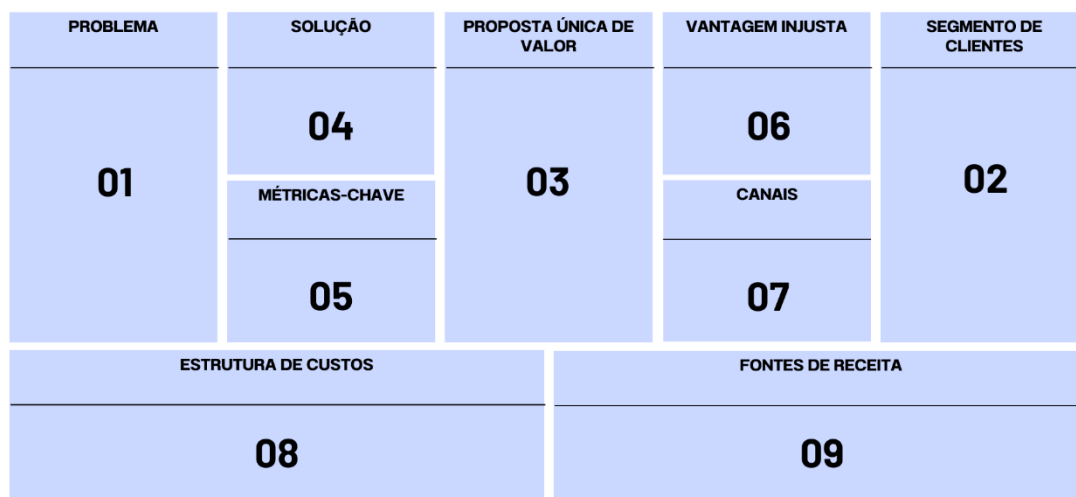 PROBLEMA
01
SOLUÇÃO
04
MÉTRICAS-CHAVE
05
PROPOSTA ÚNICA DE
VALOR
03
VANTAGEM INJUSTA
06
CANAIS
07
SEGMENTO DE
CLIENTES
02
ESTRUTURA DE CUSTOS
08
FONTES DE RECEITA
09